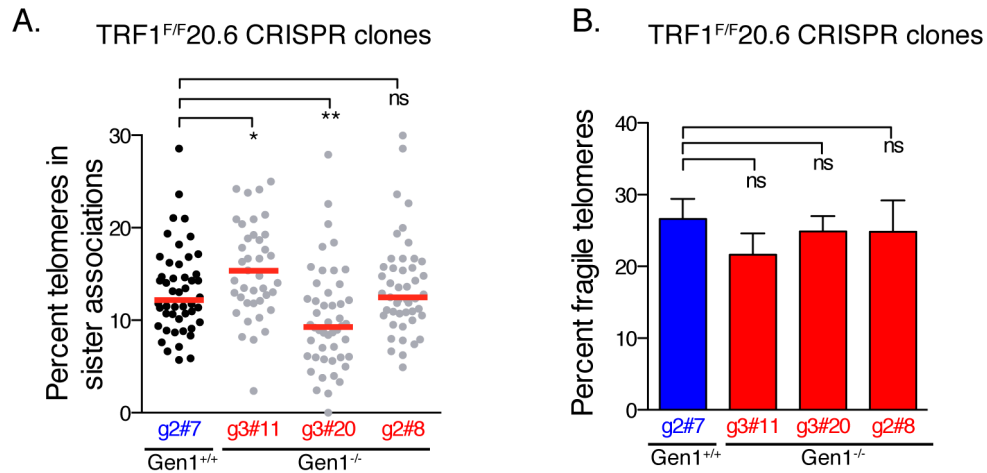 A.
TRF1F/F20.6 CRISPR clones
ns
**
*
Percent telomeres in
sister associations
30
20
10
0
g2#7 g3#11 g3#20 g2#8
Gen1+/+ Gen1-/-
B.
TRF1F/F20.6 CRISPR clones
ns
ns
ns
Percent fragile telomeres
40
30
20
10
0
g2#7 g3#11 g3#20 g2#8
Gen1+/+ Gen1-/-